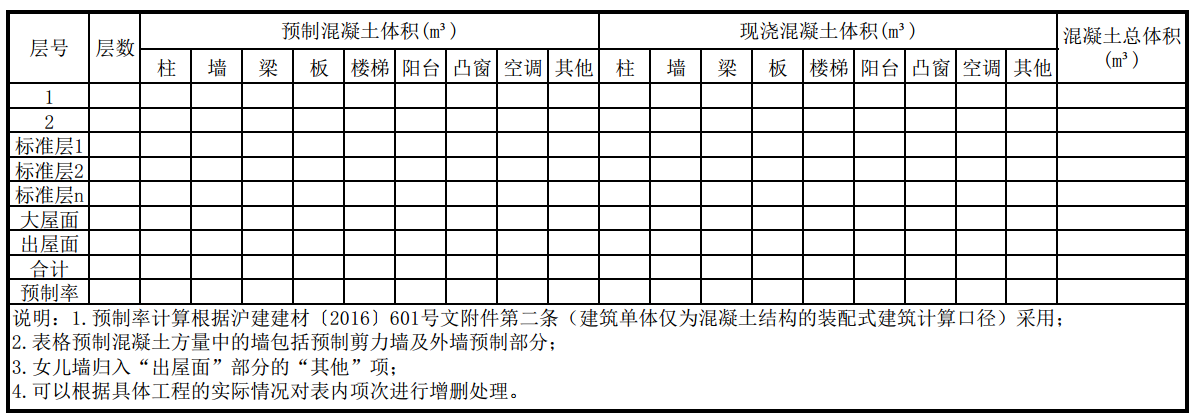 层号 层数 预制混凝土体积(m³) 现浇混凝土体积(m³) 混凝土总体积(m³)
柱 墙 梁 板 楼梯 阳台 凸窗 空调 其他 柱 墙 梁 板 楼梯 阳台 凸窗 空调 其他
1
2
标准层1
标准层2
标准层n
大屋面
出屋面
合计
预制率
说明：1.预制率计算根据沪建建材〔2016〕601号文附件第二条（建筑单体仅为混凝土结构的装配式建筑计算口径）采用；
2.表格预制混凝土方量中的墙包括预制剪力墙及外墙预制部分；
3.女儿墙归入“出屋面”部分的“其他”项；
4.可以根据具体工程的实际情况对表内项次进行增删处理。